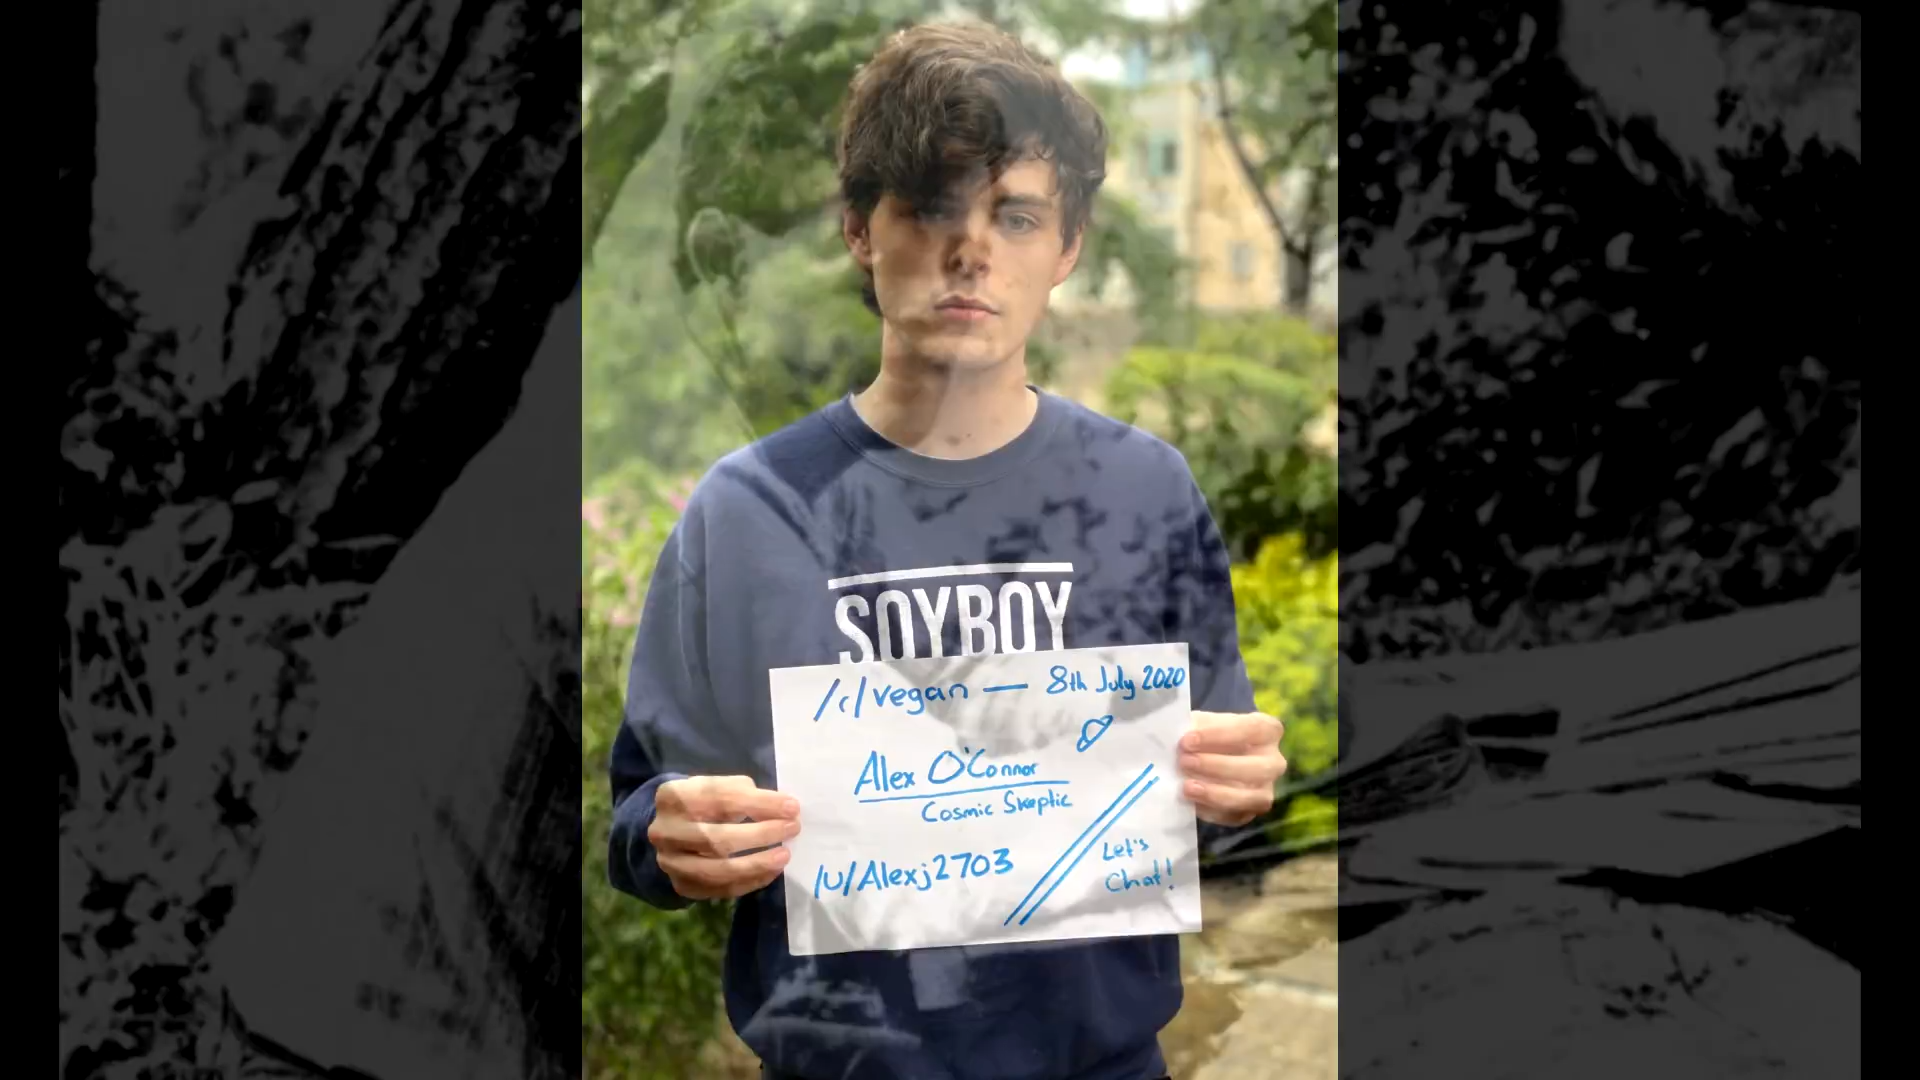 SOYBOY
/r/vegan — 8th July 2020
Alex O'Connor
Cosmic Skeptic
/u/Alexj2703
Let's
Chat!